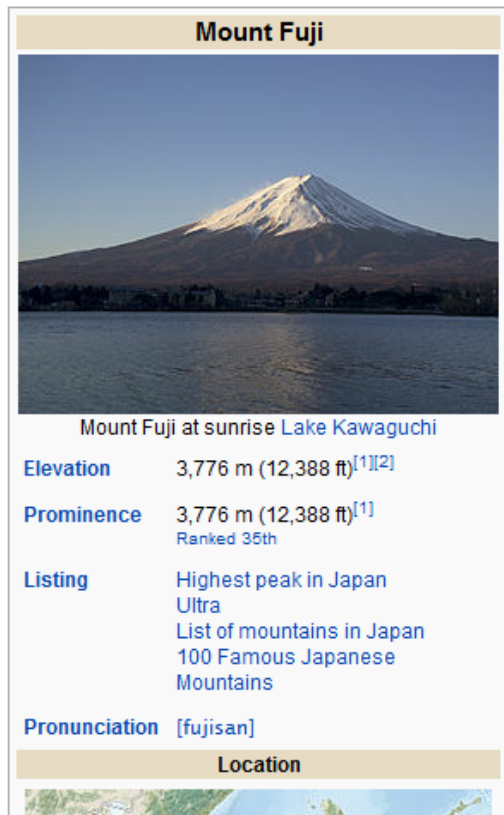 Mount Fuji
Mount Fuji at sunrise Lake Kawaguchi
Elevation 3,776 m (12,388 ft)[1][2]
Prominence 3,776 m (12,388 ft)[1]
Ranked 35th
Listing Highest peak in Japan
Ultra
List of mountains in Japan
100 Famous Japanese
Mountains
Pronunciation [fujisan]
Location